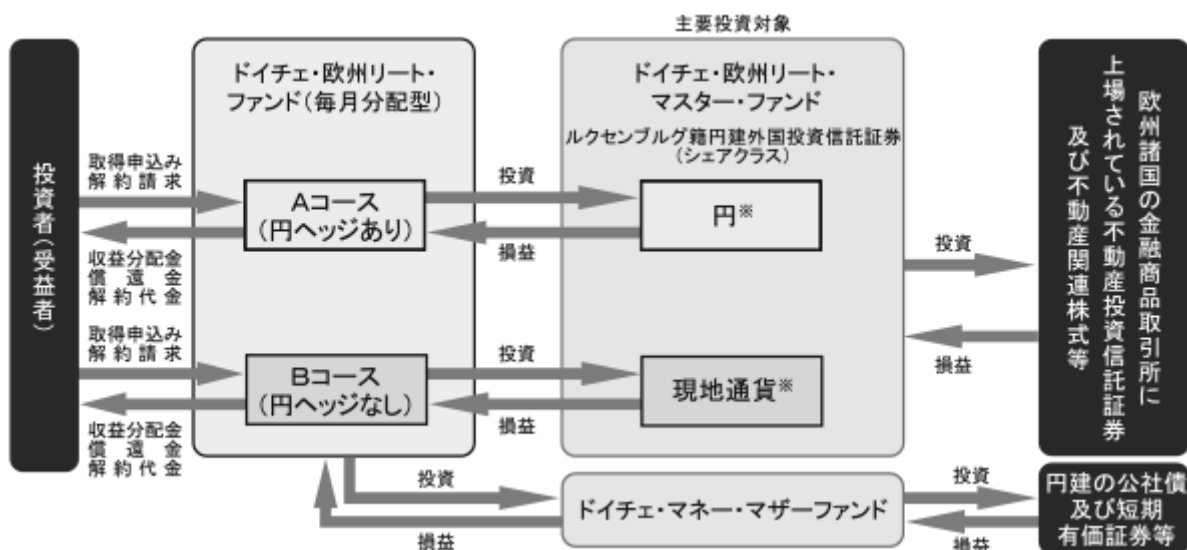 主要投資対象
投資者(受益者)
ドイチェ・欧州リート・
ファンド(毎月分配型)
取得申込み
解約請求
Aコース
(円ヘッジあり)
収益分配金
償還金
解約代金
取得申込み
解約請求
Bコース
(円ヘッジなし)
収益分配金
償還金
解約代金
投資
損益
投資
損益
ドイチェ・欧州リート・
マスター・ファンド
ルクセンブルグ籍円建外国投資信託証券
(シェアクラス)
円※
現地通貨※
投資
損益
欧州諸国の金融商品取引所に
上場されている不動産投資信託証券
及び不動産関連株式等
投資
損益
ドイチェ・マネー・マザーファンド
投資
損益
円建の公社債
及び短期
有価証券等